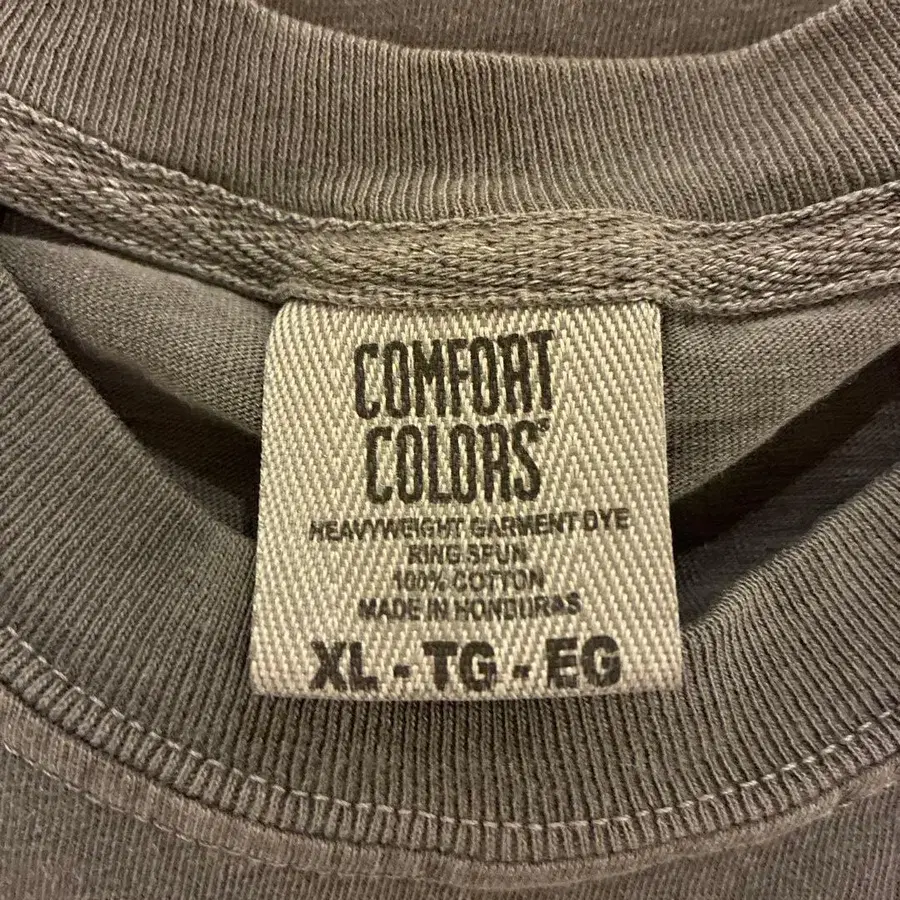 COMFORT
COLORS®
HEAVYWEIGHT GARMENT DYE
RING SPUN
100% COTTON
MADE IN HONDURAS
XL - TG - EG